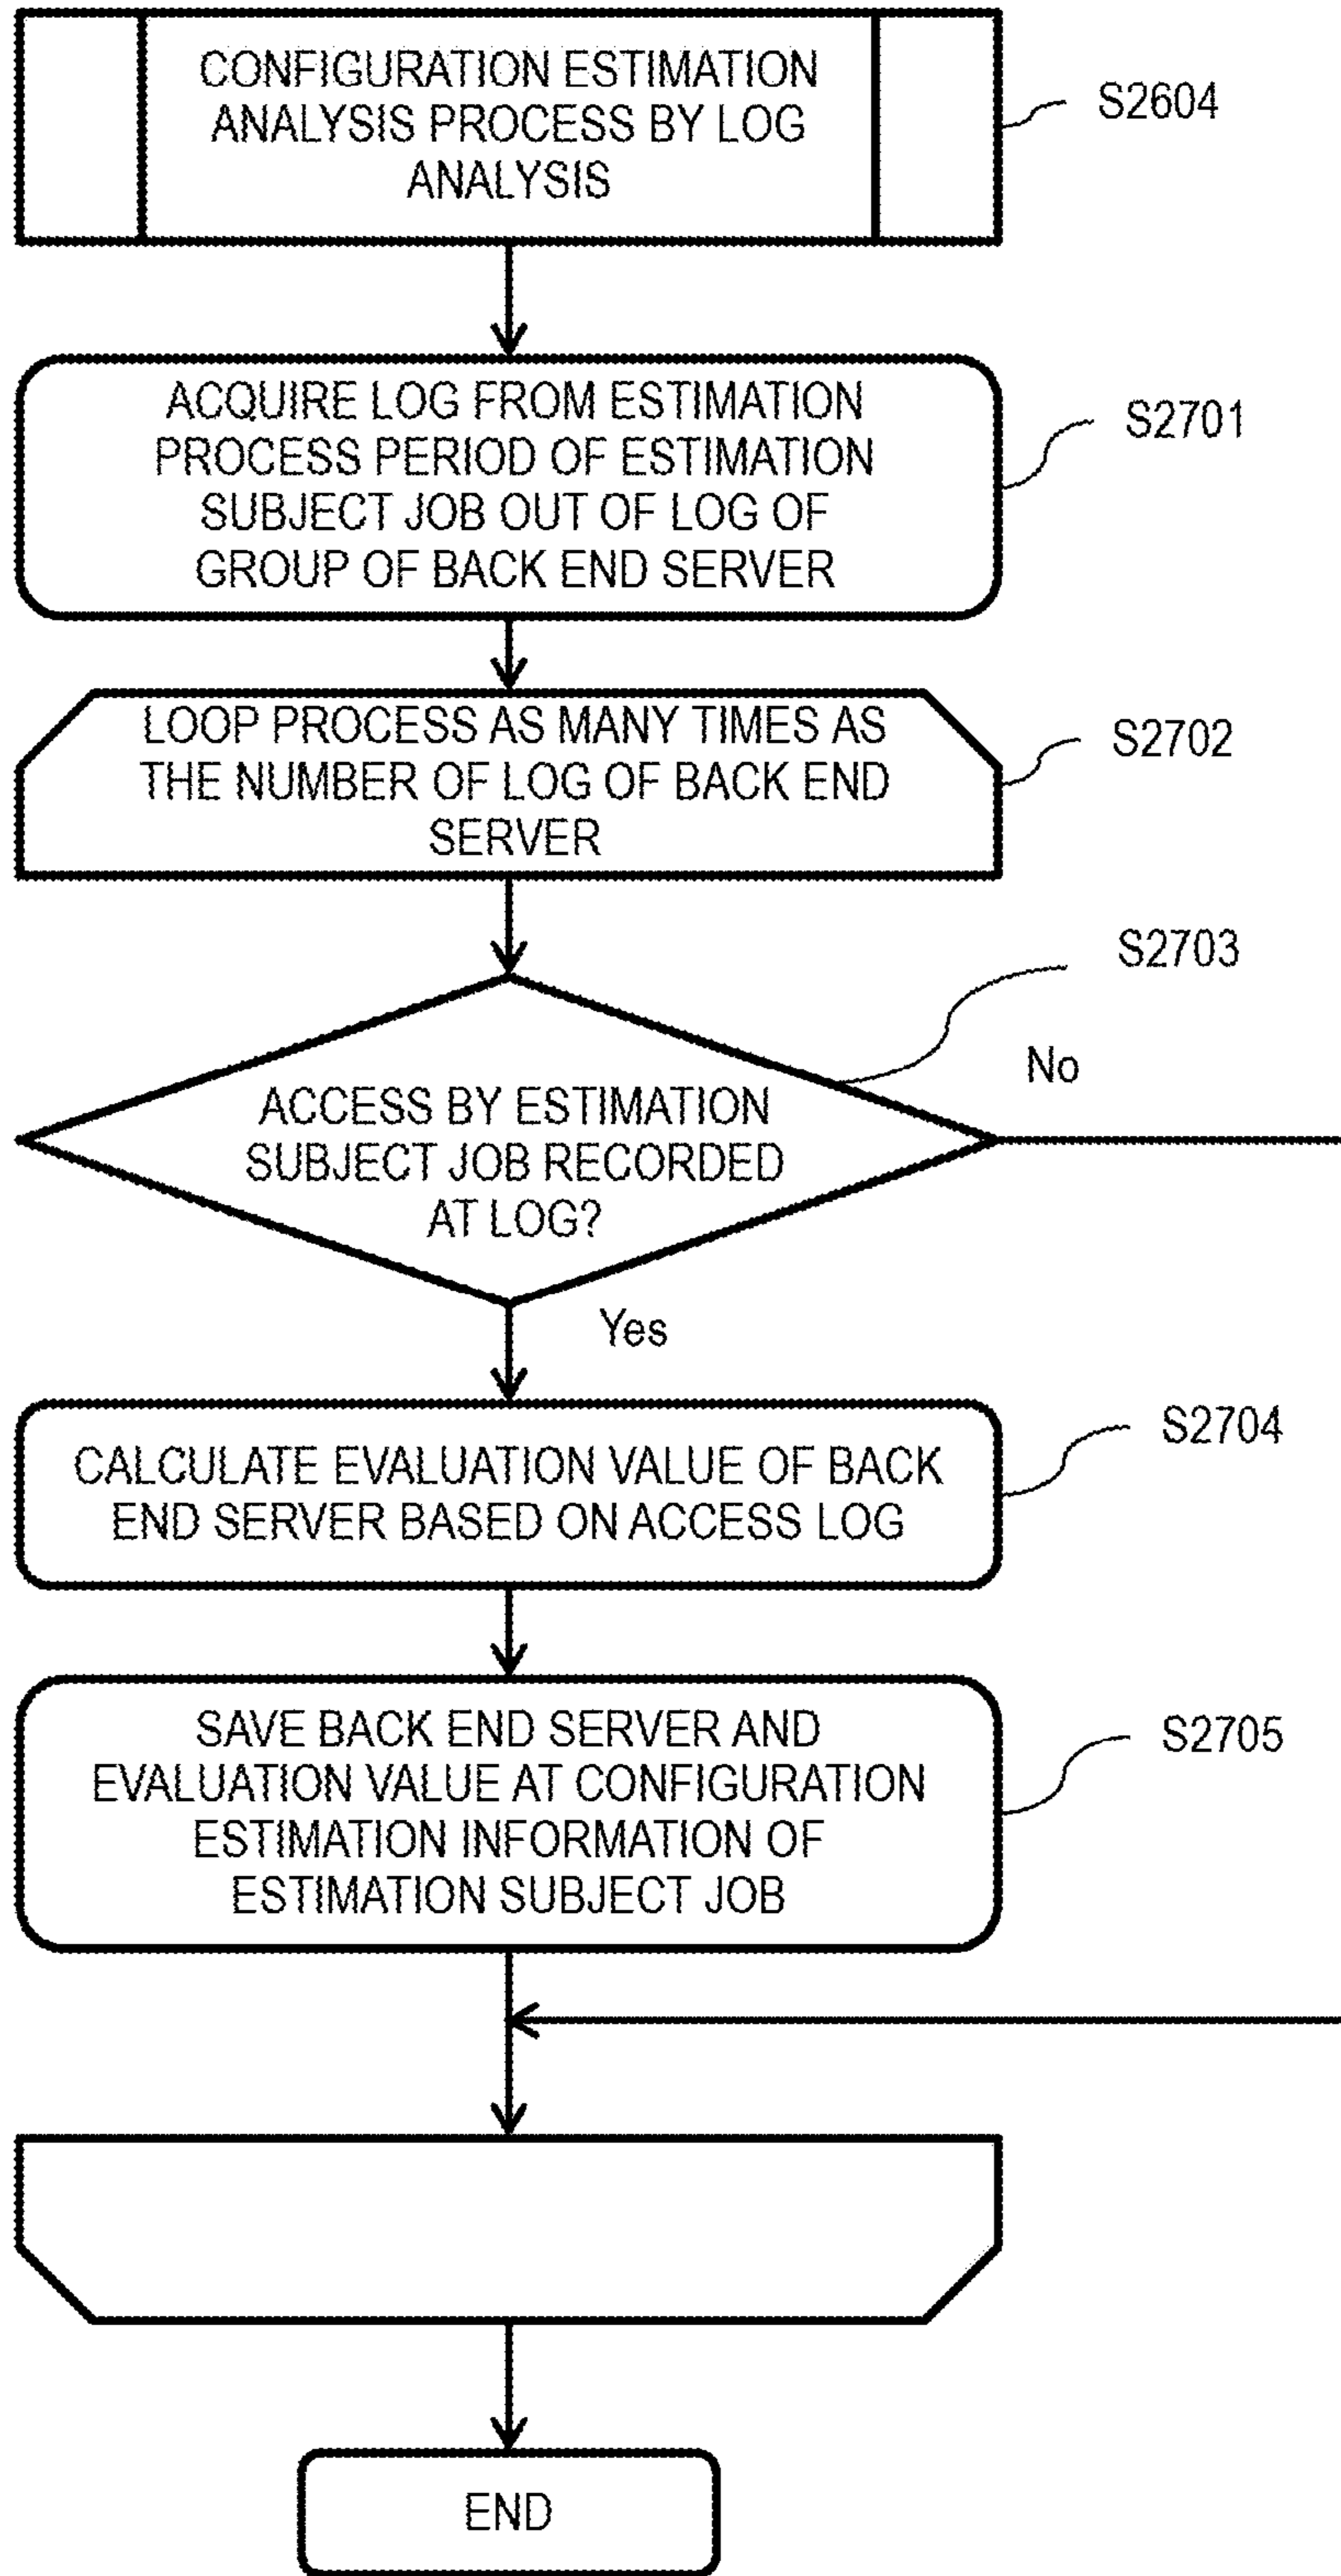 CONFIGURATION ESTIMATION
ANALYSIS PROCESS BY LOG
ANALYSIS
S2604
ACQUIRE LOG FROM ESTIMATION
PROCESS PERIOD OF ESTIMATION
SUBJECT JOB OUT OF LOG OF
GROUP OF BACK END SERVER
S2701
LOOP PROCESS AS MANY TIMES AS
THE NUMBER OF LOG OF BACK END
SERVER
S2702
S2703
No
ACCESS BY ESTIMATION
SUBJECT JOB RECORDED
AT LOG?
Yes
CALCULATE EVALUATION VALUE OF BACK
END SERVER BASED ON ACCESS LOG
S2704
SAVE BACK END SERVER AND
EVALUATION VALUE AT CONFIGURATION
ESTIMATION INFORMATION OF
ESTIMATION SUBJECT JOB
S2705
END